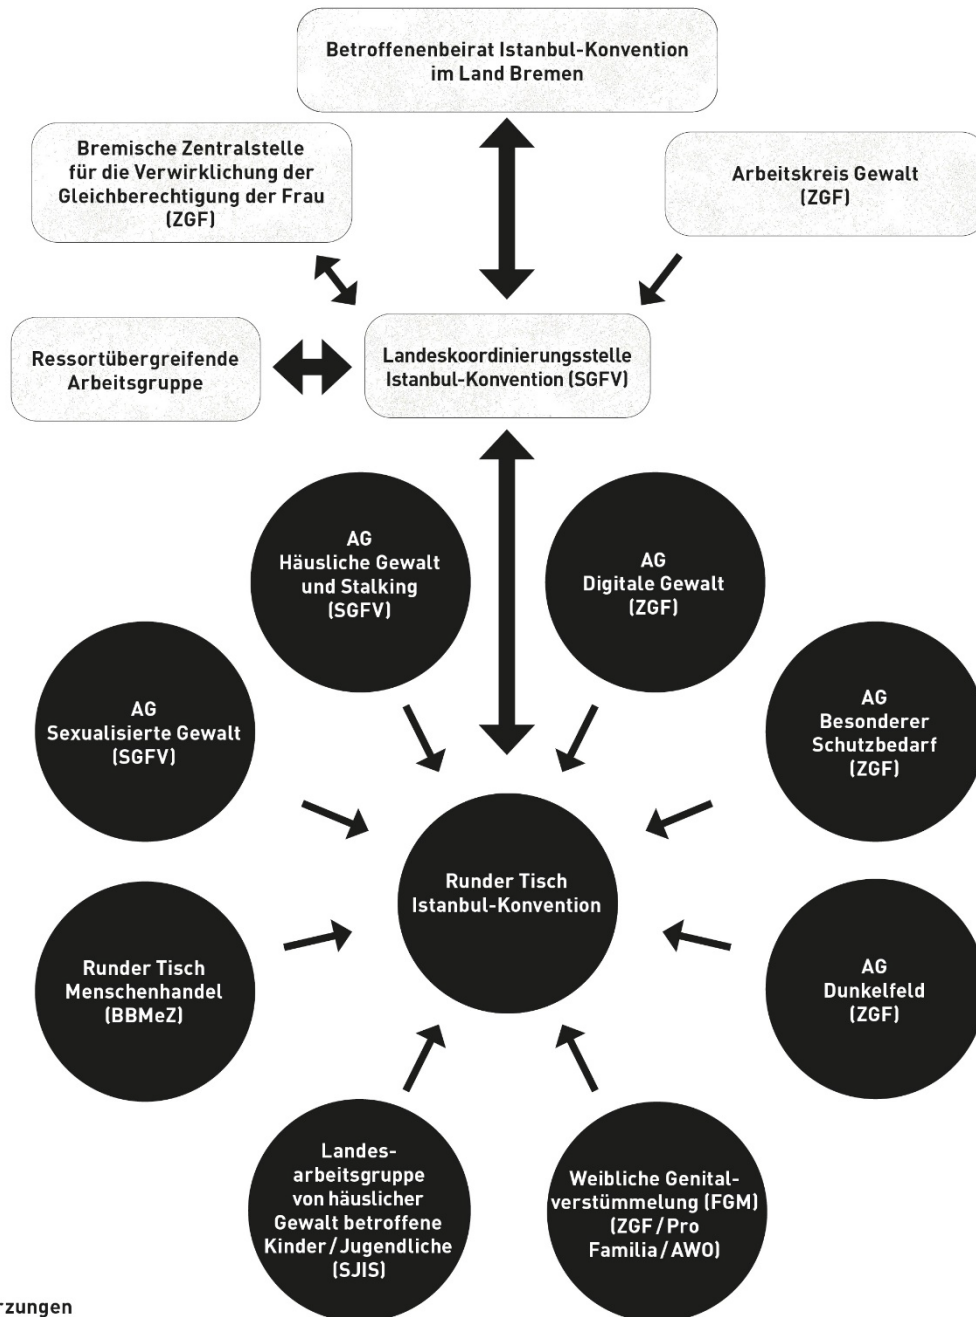 Betroffenenbeirat Istanbul-Konvention
im Land Bremen
Bremische Zentralstelle
für die Verwirklichung der
Gleichberechtigung der Frau
(ZGF)
Arbeitskreis Gewalt
(ZGF)
Ressortübergreifende
Arbeitsgruppe
Landeskoordinierungsstelle
Istanbul-Konvention (SGFV)
AG
Häusliche Gewalt
und Stalking
(SGFV)
AG
Digitale Gewalt
(ZGF)
AG
Sexualisierte Gewalt
(SGFV)
AG
Besonderer
Schutzbedarf
(ZGF)
Runder Tisch
Istanbul-Konvention
Runder Tisch
Menschenhandel
(BBMeZ)
AG
Dunkelfeld
(ZGF)
Landes-
arbeitsgruppe
von häuslicher
Gewalt betroffene
Kinder / Jugendliche
(SJIS)
Weibliche Genital-
verstümmelung (FGM)
(ZGF / Pro
Familia / AWO)
rzungen